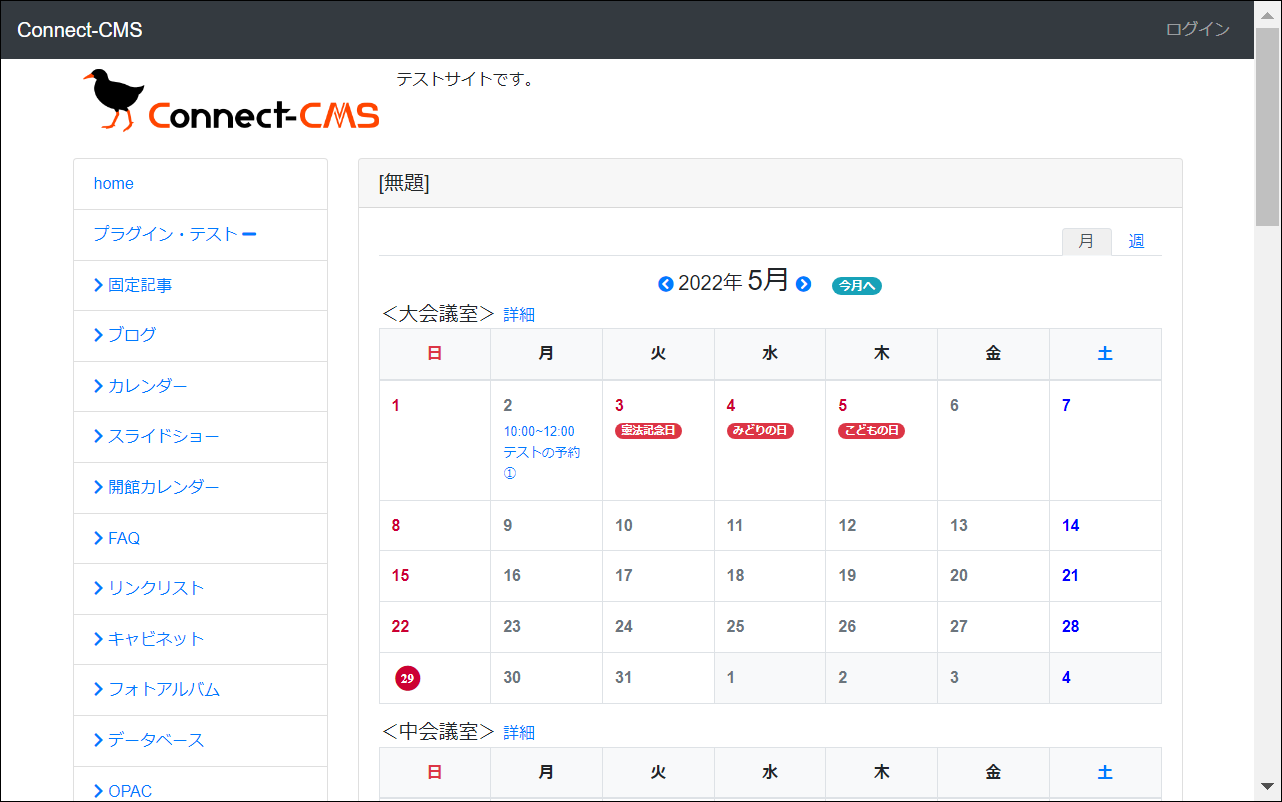 Connect-CMS ログイン
Connect-CMS テストサイトです。
home
プラグイン・テスト
固定記事
ブログ
カレンダー
スライドショー
開館カレンダー
FAQ
リンクリスト
キャビネット
フォトアルバム
データベース
OPAC
[無題]
月 週
2022年 5月 今月へ
＜大会議室＞ 詳細
日 月 火 水 木 金 土
1 2 3 4 5 6 7
10:00~12:00 憲法記念日 みどりの日 こどもの日
テストの予約
①
8 9 10 11 12 13 14
15 16 17 18 19 20 21
22 23 24 25 26 27 28
29 30 31 1 2 3 4
＜中会議室＞ 詳細
日 月 火 水 木 金 土